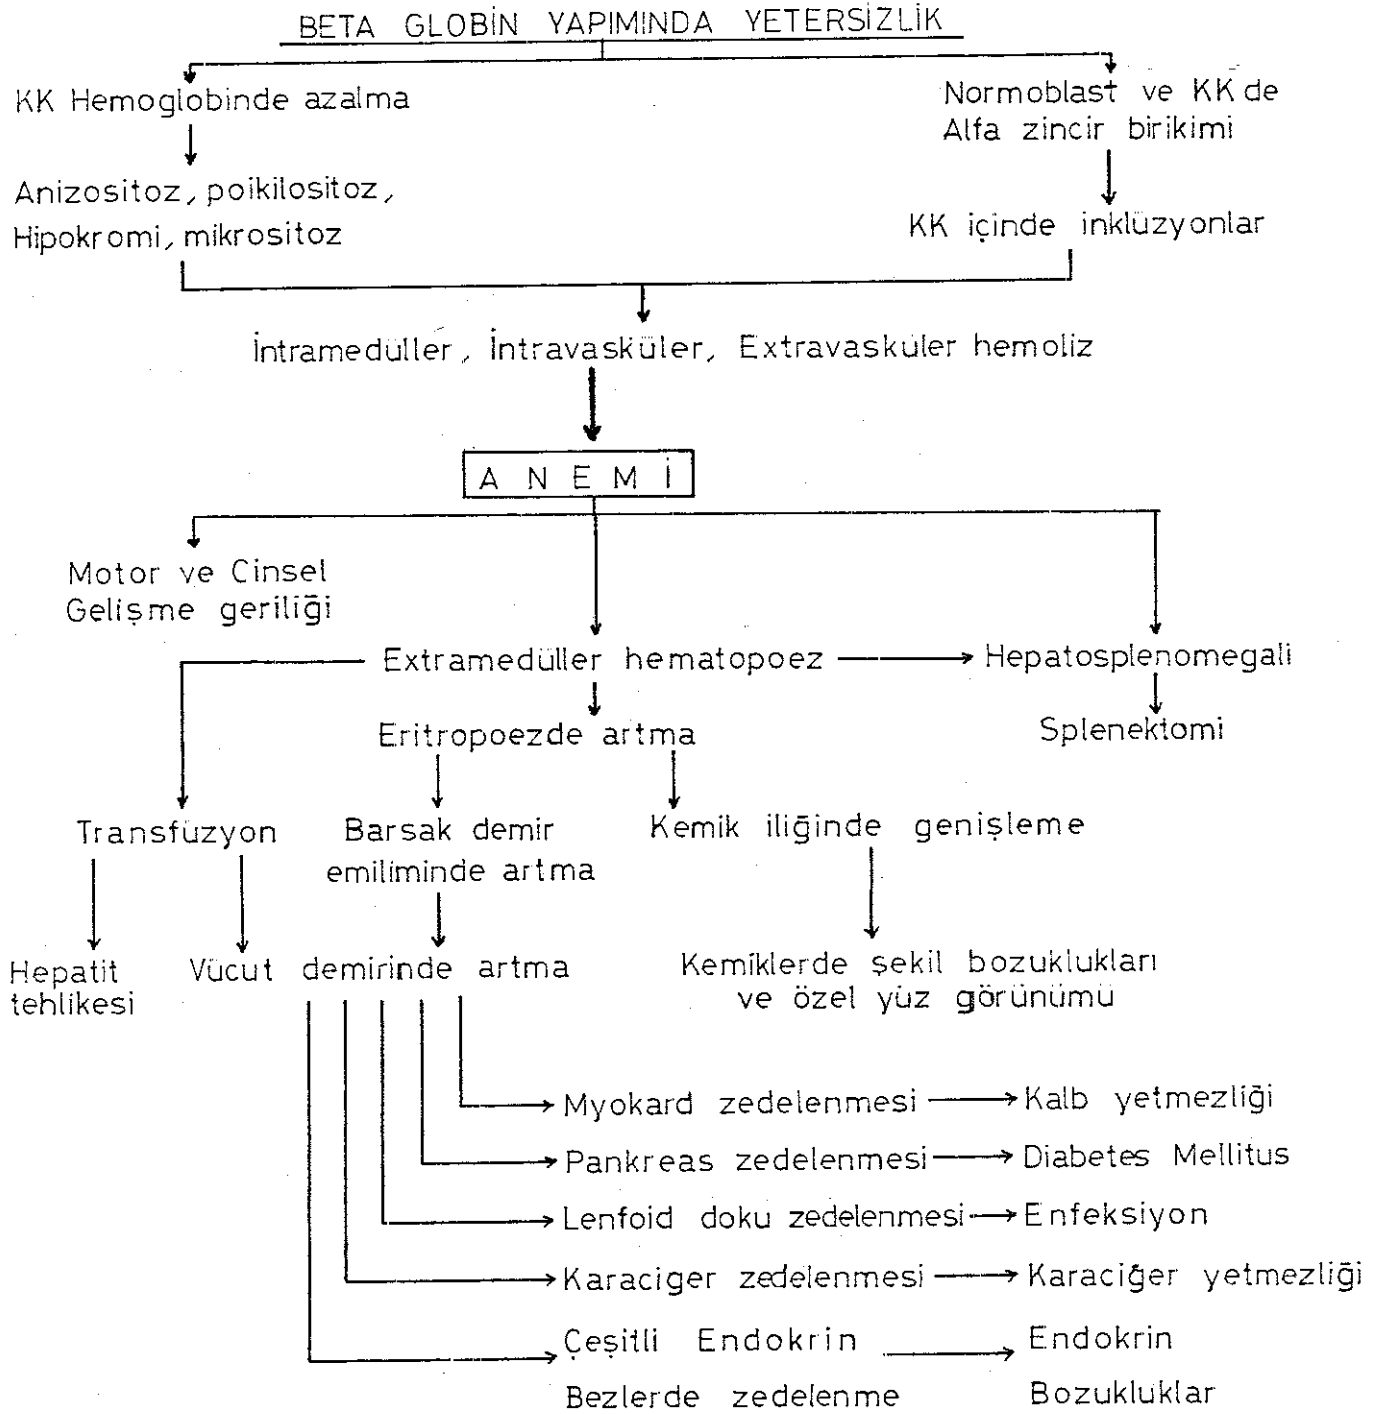 BETA GLOBİN YAPIMINDA YETERSİZLİK
KK Hemoglobinde azalma
Normoblast ve KK de
Alfa zincir birikimi
Anizositoz, poikilositoz,
Hipokromi, mikrositoz
KK içinde inklüzyonlar
İntramedüller, İntravasküler, Extravasküler hemoliz
A N E M İ
Motor ve Cinsel
Gelişme geriliği
Extramedüller hematopoez
Hepatosplenomegali
Eritropoezde artma
Splenektomi
Transfüzyon
Barsak demir
emiliminde artma
Kemik iliğinde genişleme
Hepatit
tehlikesi
Vücut demirinde artma
Kemiklerde şekil bozuklukları
ve özel yüz görünümü
Myokard zedelenmesi
Kalb yetmezliği
Pankreas zedelenmesi
Diabetes Mellitus
Lenfoid doku zedelenmesi
Enfeksiyon
Karaciger zedelenmesi
Karaciğer yetmezliği
Çeşitli Endokrin
Bezlerde zedelenme
Endokrin
Bozukluklar